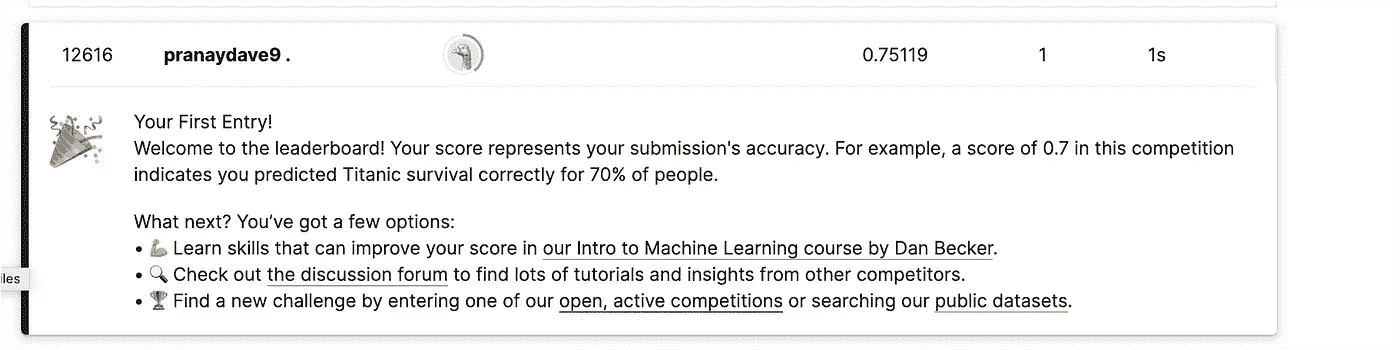 12616 pranaydave9 . 0.75119 1 1s
Your First Entry!
Welcome to the leaderboard! Your score represents your submission's accuracy. For example, a score of 0.7 in this competition
indicates you predicted Titanic survival correctly for 70% of people.
What next? You’ve got a few options:
• 💪 Learn skills that can improve your score in our Intro to Machine Learning course by Dan Becker.
• 🔍 Check out the discussion forum to find lots of tutorials and insights from other competitors.
• 🏆 Find a new challenge by entering one of our open, active competitions or searching our public datasets.
iles